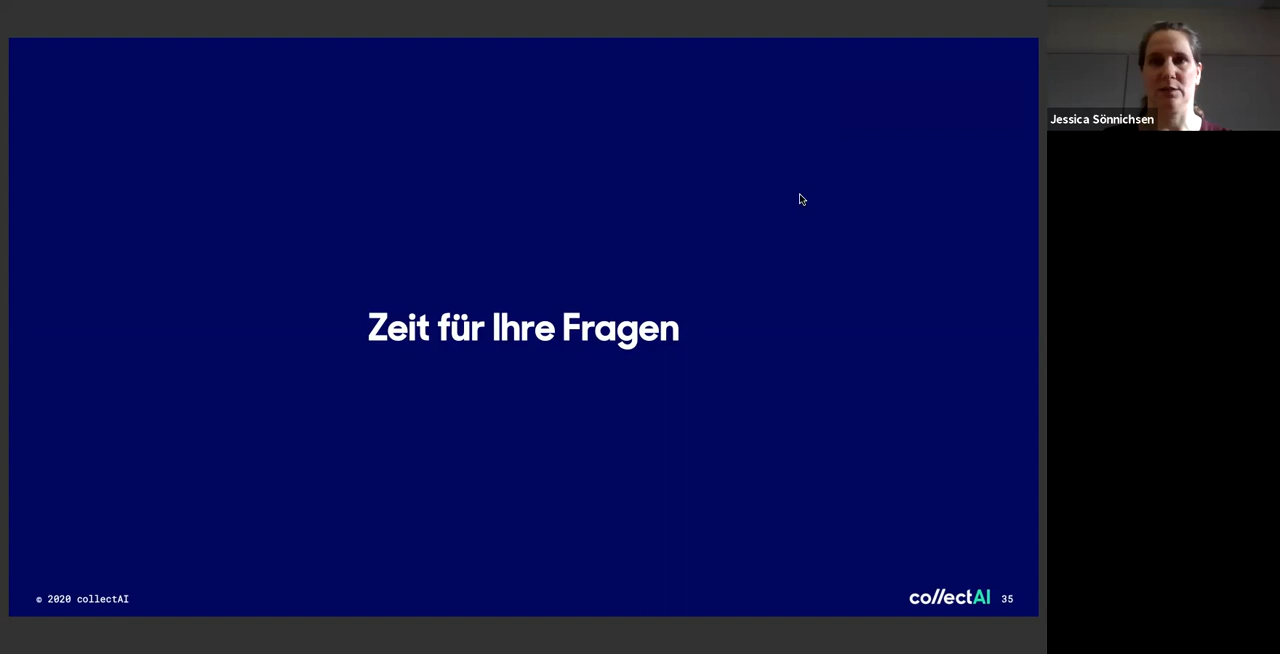 Jessica Sönnichsen
Zeit für Ihre Fragen
© 2020 collectAI
collectAI 35